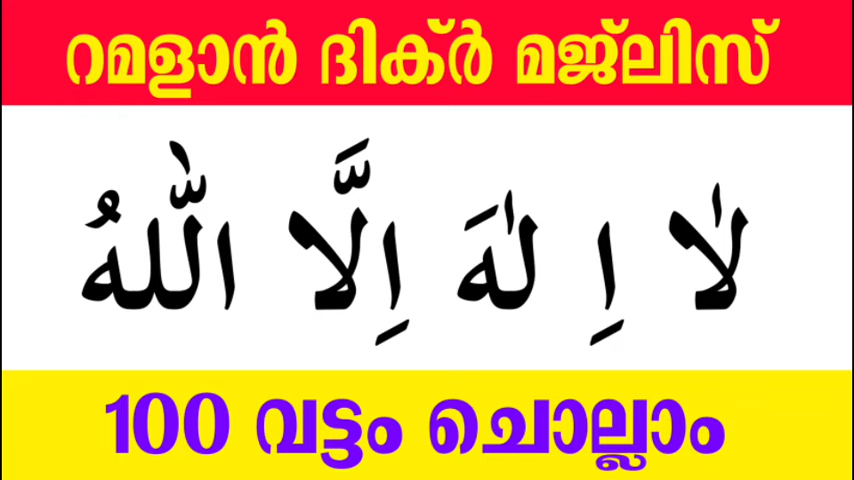 റമളാൻ ദിക്ർ മജ്ലിസ്
لٰا اِ لٰهَ اِلَّا اللّٰهُ
100 വട്ടം ചൊല്ലാം